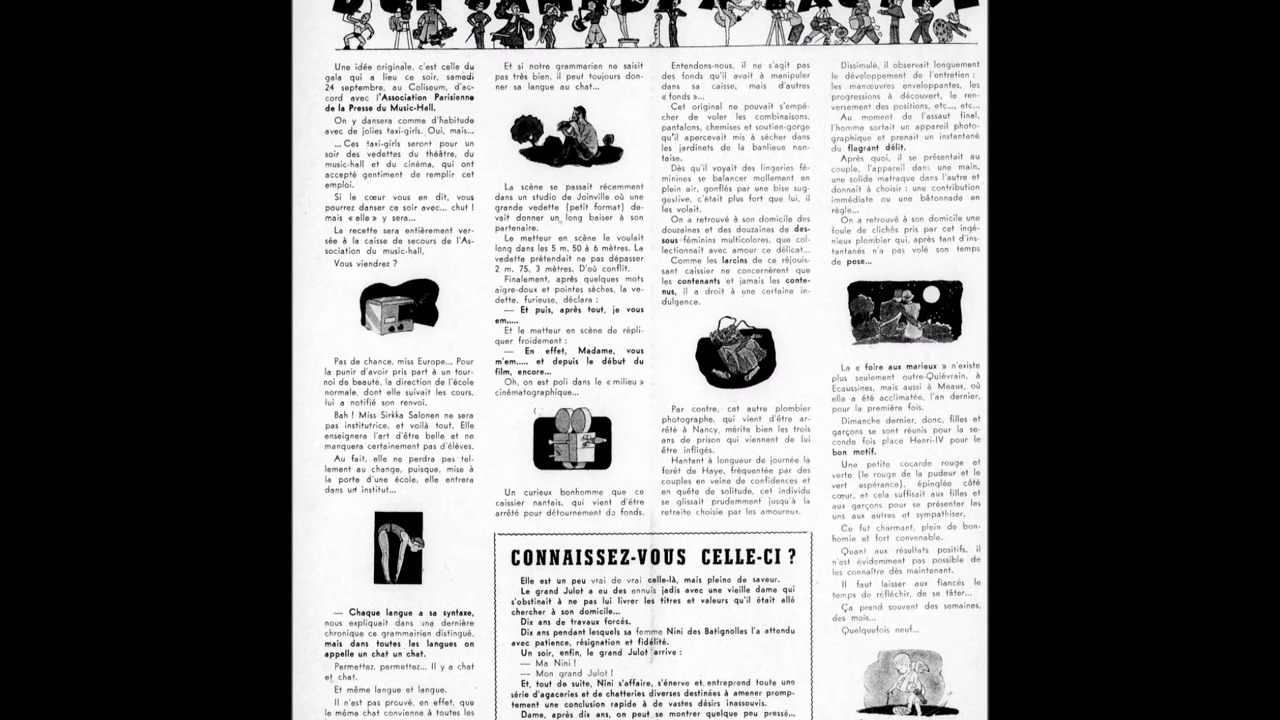 Une idée originale, c'est celle du
gala qui a lieu ce soir, samedi
24 septembre, au Coliseum, d'ac-
cord avec l'Association Parisienne
de la Presse du Music-Hall.
On y dansera comme d'habitude
avec de jolies taxi-girls. Oui, mais...
... Ces taxi-girls seront pour un
soir des vedettes du théâtre, du
music-hall et du cinéma, qui ont
accepté gentiment de remplir cet
emploi.
Si le cœur vous en dit, vous
pourrez danser ce soir avec... chut !
mais « elle » y sera...
La recette sera entièrement ver-
sée à la caisse de secours de l'As-
sociation du music-hall.
Vous viendrez ?
Pas de chance, miss Europe... Pour
la punir d'avoir pris part à un tour-
noi de beauté, la direction de l'école
normale, dont elle suivait les cours,
lui a notifié son renvoi.
Bah ! Miss Sirkka Salonen ne sera
pas institutrice, et voilà tout. Elle
enseignera l'art d'être belle et ne
manquera certainement pas d'élèves.
Au fait, elle ne perdra pas tel-
lement au change, puisque, mise à
la porte d'une école, elle entrera
dans un institut...
— Chaque langue a sa syntaxe,
nous expliquait dans une dernière
chronique ce grammairien distingué,
mais dans toutes les langues on
appelle un chat un chat.
Permettez, permettez... Il y a chat
et chat.
Et même langue et langue.
Il n'est pas prouvé, en effet, que
le même chat convienne à toutes les
Et si notre grammairien ne saisit
pas très bien, il peut toujours don-
ner sa langue au chat...
La scène se passait récemment
dans un studio de Joinville où une
grande vedette (petit format) de-
vait donner un long baiser à son
partenaire.
Le metteur en scène le voulait
long dans les 5 m. 50 à 6 mètres. La
vedette prétendait ne pas dépasser
2 m. 75, 3 mètres. D'où conflit.
Finalement, après quelques mots
aigre-doux et pointes sèches, la ve-
dette, furieuse, déclara :
— Et puis, après tout, je vous
em.....
Et le metteur en scène de répli-
quer froidement :
— En effet, Madame, vous
m'em..... et depuis le début du
film, encore...
Oh, on est poli dans le « milieu »
cinématographique...
Un curieux bonhomme que ce
caissier nantais, qui vient d'être
arrêté pour détournement de fonds.
Entendons-nous, il ne s'agit pas
des fonds qu'il avait à manipuler
dans sa caisse, mais d'autres
« fonds »...
Cet original ne pouvait s'empê-
cher de voler les combinaisons,
pantalons, chemises et soutien-gorge
qu'il apercevait mis à sécher dans
les jardinets de la banlieue nan-
taise.
Dès qu'il voyait des lingeries fé-
minines se balancer mollement en
plein air, gonflés par une bise sug-
gestive, c'était plus fort que lui, il
les volait.
On a retrouvé à son domicile des
douzaines et des douzaines de des-
sous féminins multicolores, que col-
lectionnait avec amour ce délicat...
Comme les larcins de ce réjouis-
sant caissier ne concernèrent que
les contenants et jamais les conte-
nus, il a droit à une certaine in-
dulgence.
Par contre, cet autre plombier
photographe, qui vient d'être ar-
rêté à Nancy, mérite bien les trois
ans de prison qui viennent de lui
être infligés.
Hantant à longueur de journée la
forêt de Haye, fréquentée par des
couples en veine de confidences et
en quête de solitude, cet individu
se glissait prudemment jusqu'à la
retraite choisie par les amoureux.
Dissimulé, il observait longuement
le développement de l'entretien :
les manœuvres enveloppantes, les
progressions à découvert, le ren-
versement des positions, etc..., etc...
Au moment de l'assaut final,
l'homme sortait un appareil photo-
graphique et prenait un instantané
du flagrant délit.
Après quoi, il se présentait au
couple, l'appareil dans une main,
une solide matraque dans l'autre et
donnait à choisir : une contribution
immédiate ou une bâtonnade en
règle...
On a retrouvé à son domicile une
foule de clichés pris par cet ingé-
nieux plombier qui, après tant d'ins-
tantanés n'a pas volé son temps
de pose...
La « foire aux marieux » n'existe
plus seulement outre-Quiévrain, à
Ecaussines, mais aussi à Meaux, où
elle a été acclimatée, l'an dernier,
pour la première fois.
Dimanche dernier, donc, filles et
garçons se sont réunis pour la se-
conde fois place Henri-IV pour le
bon motif.
Une petite cocarde rouge et
verte (le rouge de la pudeur et le
vert espérance), épinglée côté
cœur, et cela suffisait aux filles et
aux garçons pour se présenter les
uns aux autres et sympathiser.
Ce fut charmant, plein de bon-
homie et fort convenable.
Quant aux résultats positifs, il
n'est évidemment pas possible de
les connaître dès maintenant.
Il faut laisser aux fiancés le
temps de réfléchir, de se tâter...
Ça prend souvent des semaines,
des mois...
Quelquefois neuf...
CONNAISSEZ-VOUS CELLE-CI ?
Elle est un peu vrai de vrai celle-là, mais pleine de saveur.
Le grand Julot a eu des ennuis jadis avec une vieille dame qui
s'obstinait à ne pas lui livrer les titres et valeurs qu'il était allé
chercher à son domicile...
Dix ans de travaux forcés.
Dix ans pendant lesquels sa femme Nini des Batignolles l'a attendu
avec patience, résignation et fidélité.
Un soir, enfin, le grand Julot arrive :
— Ma Nini !
— Mon grand Julot !
Et, tout de suite, Nini s'affaire, s'énerve et entreprend toute une
série d'agaceries et de chatteries diverses destinées à amener promp-
tement une conclusion rapide à de vastes désirs inassouvis.
Dame, après dix ans, on peut se montrer quelque peu pressé...